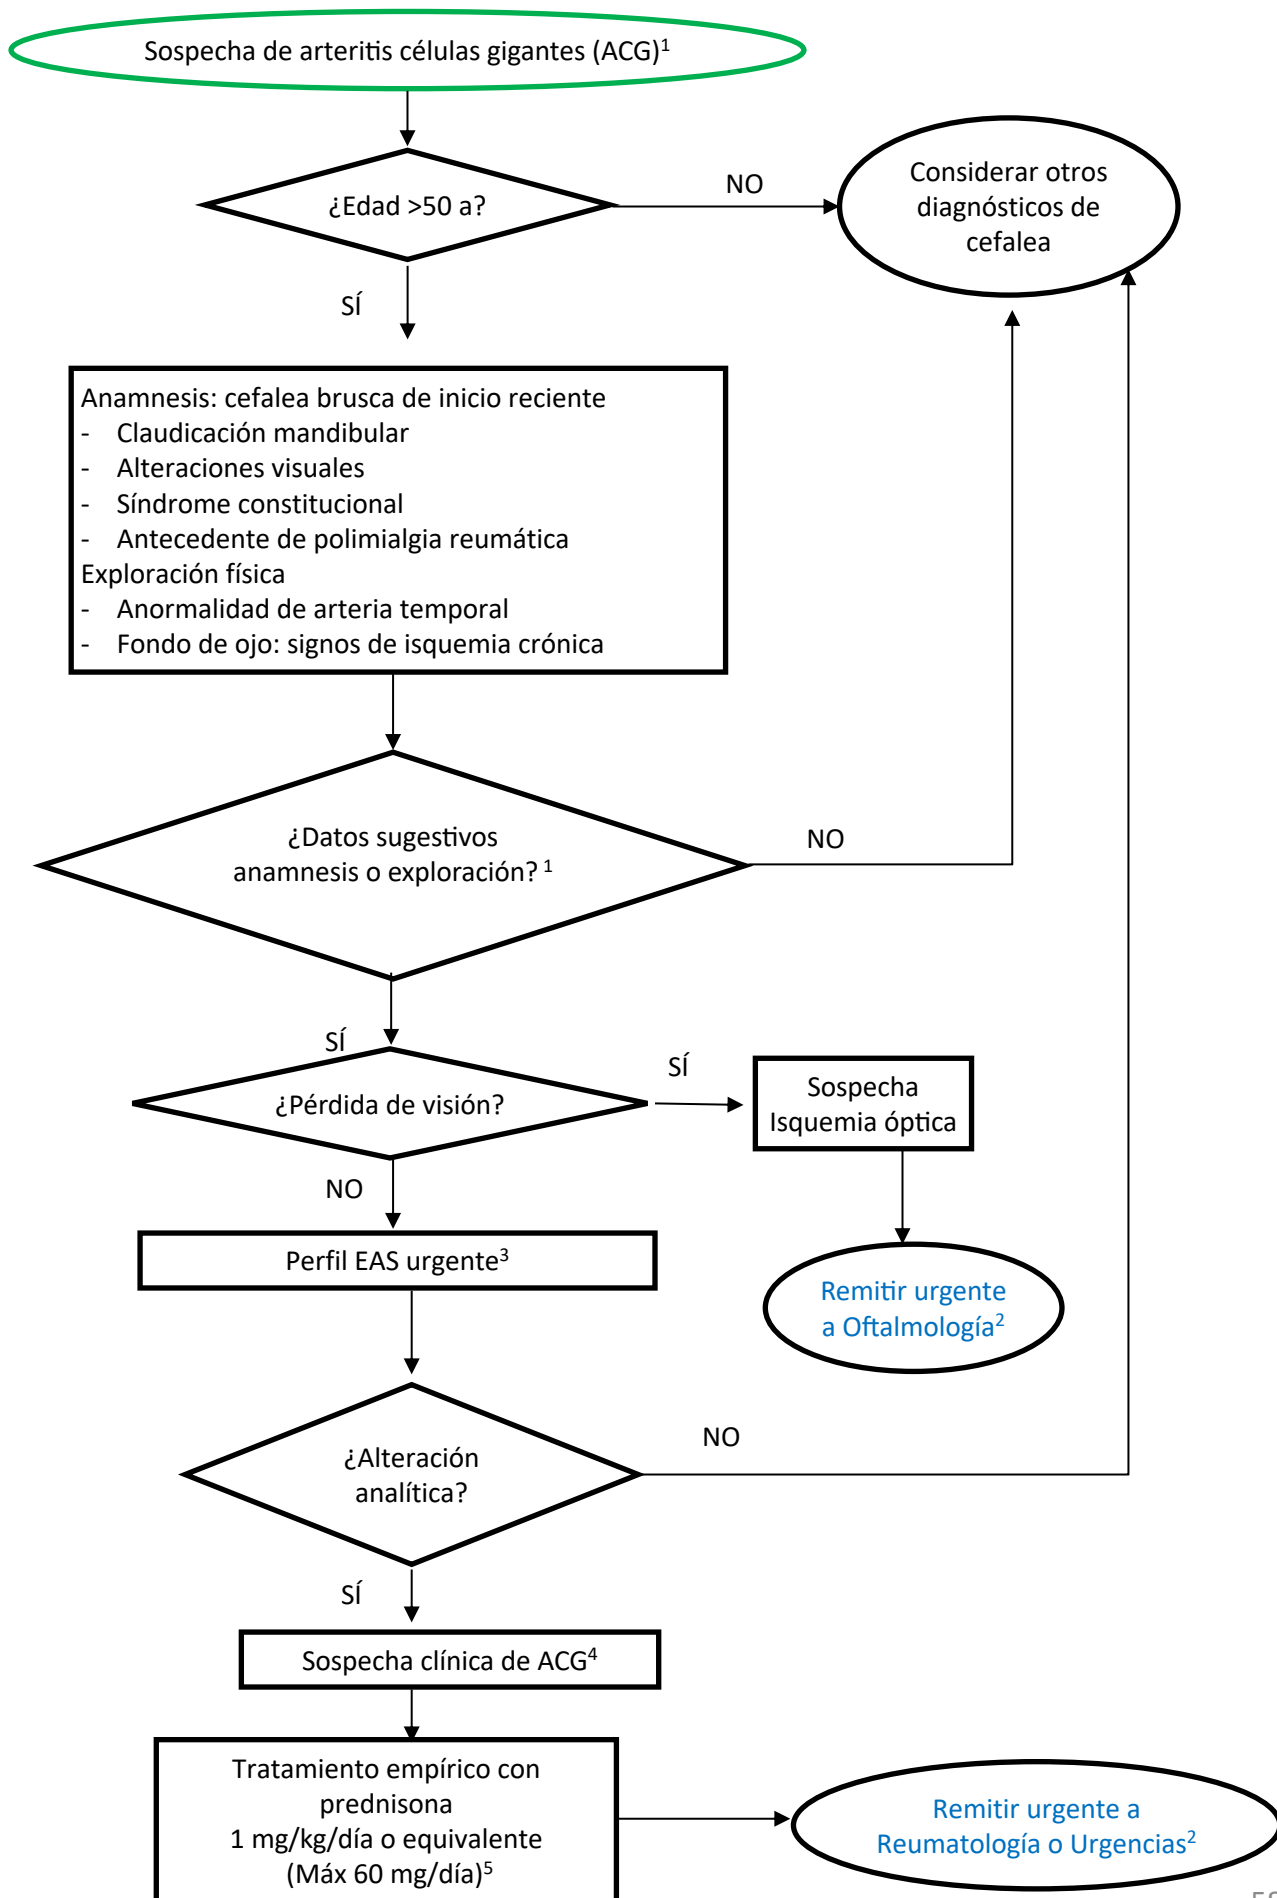 Sospecha de arteritis células gigantes (ACG)1
¿Edad >50 a?
NO
Considerar otros
diagnósticos de
cefalea
SÍ
Anamnesis: cefalea brusca de inicio reciente
- Claudicación mandibular
- Alteraciones visuales
- Síndrome constitucional
- Antecedente de polimialgia reumática
Exploración física
- Anormalidad de arteria temporal
- Fondo de ojo: signos de isquemia crónica
¿Datos sugestivos
anamnesis o exploración? 1
NO
SÍ
¿Pérdida de visión?
SÍ
Sospecha
Isquemia óptica
NO
Perfil EAS urgente3
Remitir urgente
a Oftalmología2
¿Alteración
analítica?
NO
SÍ
Sospecha clínica de ACG4
Tratamiento empírico con
prednisona
1 mg/kg/día o equivalente
(Máx 60 mg/día)5
Remitir urgente a
Reumatología o Urgencias2